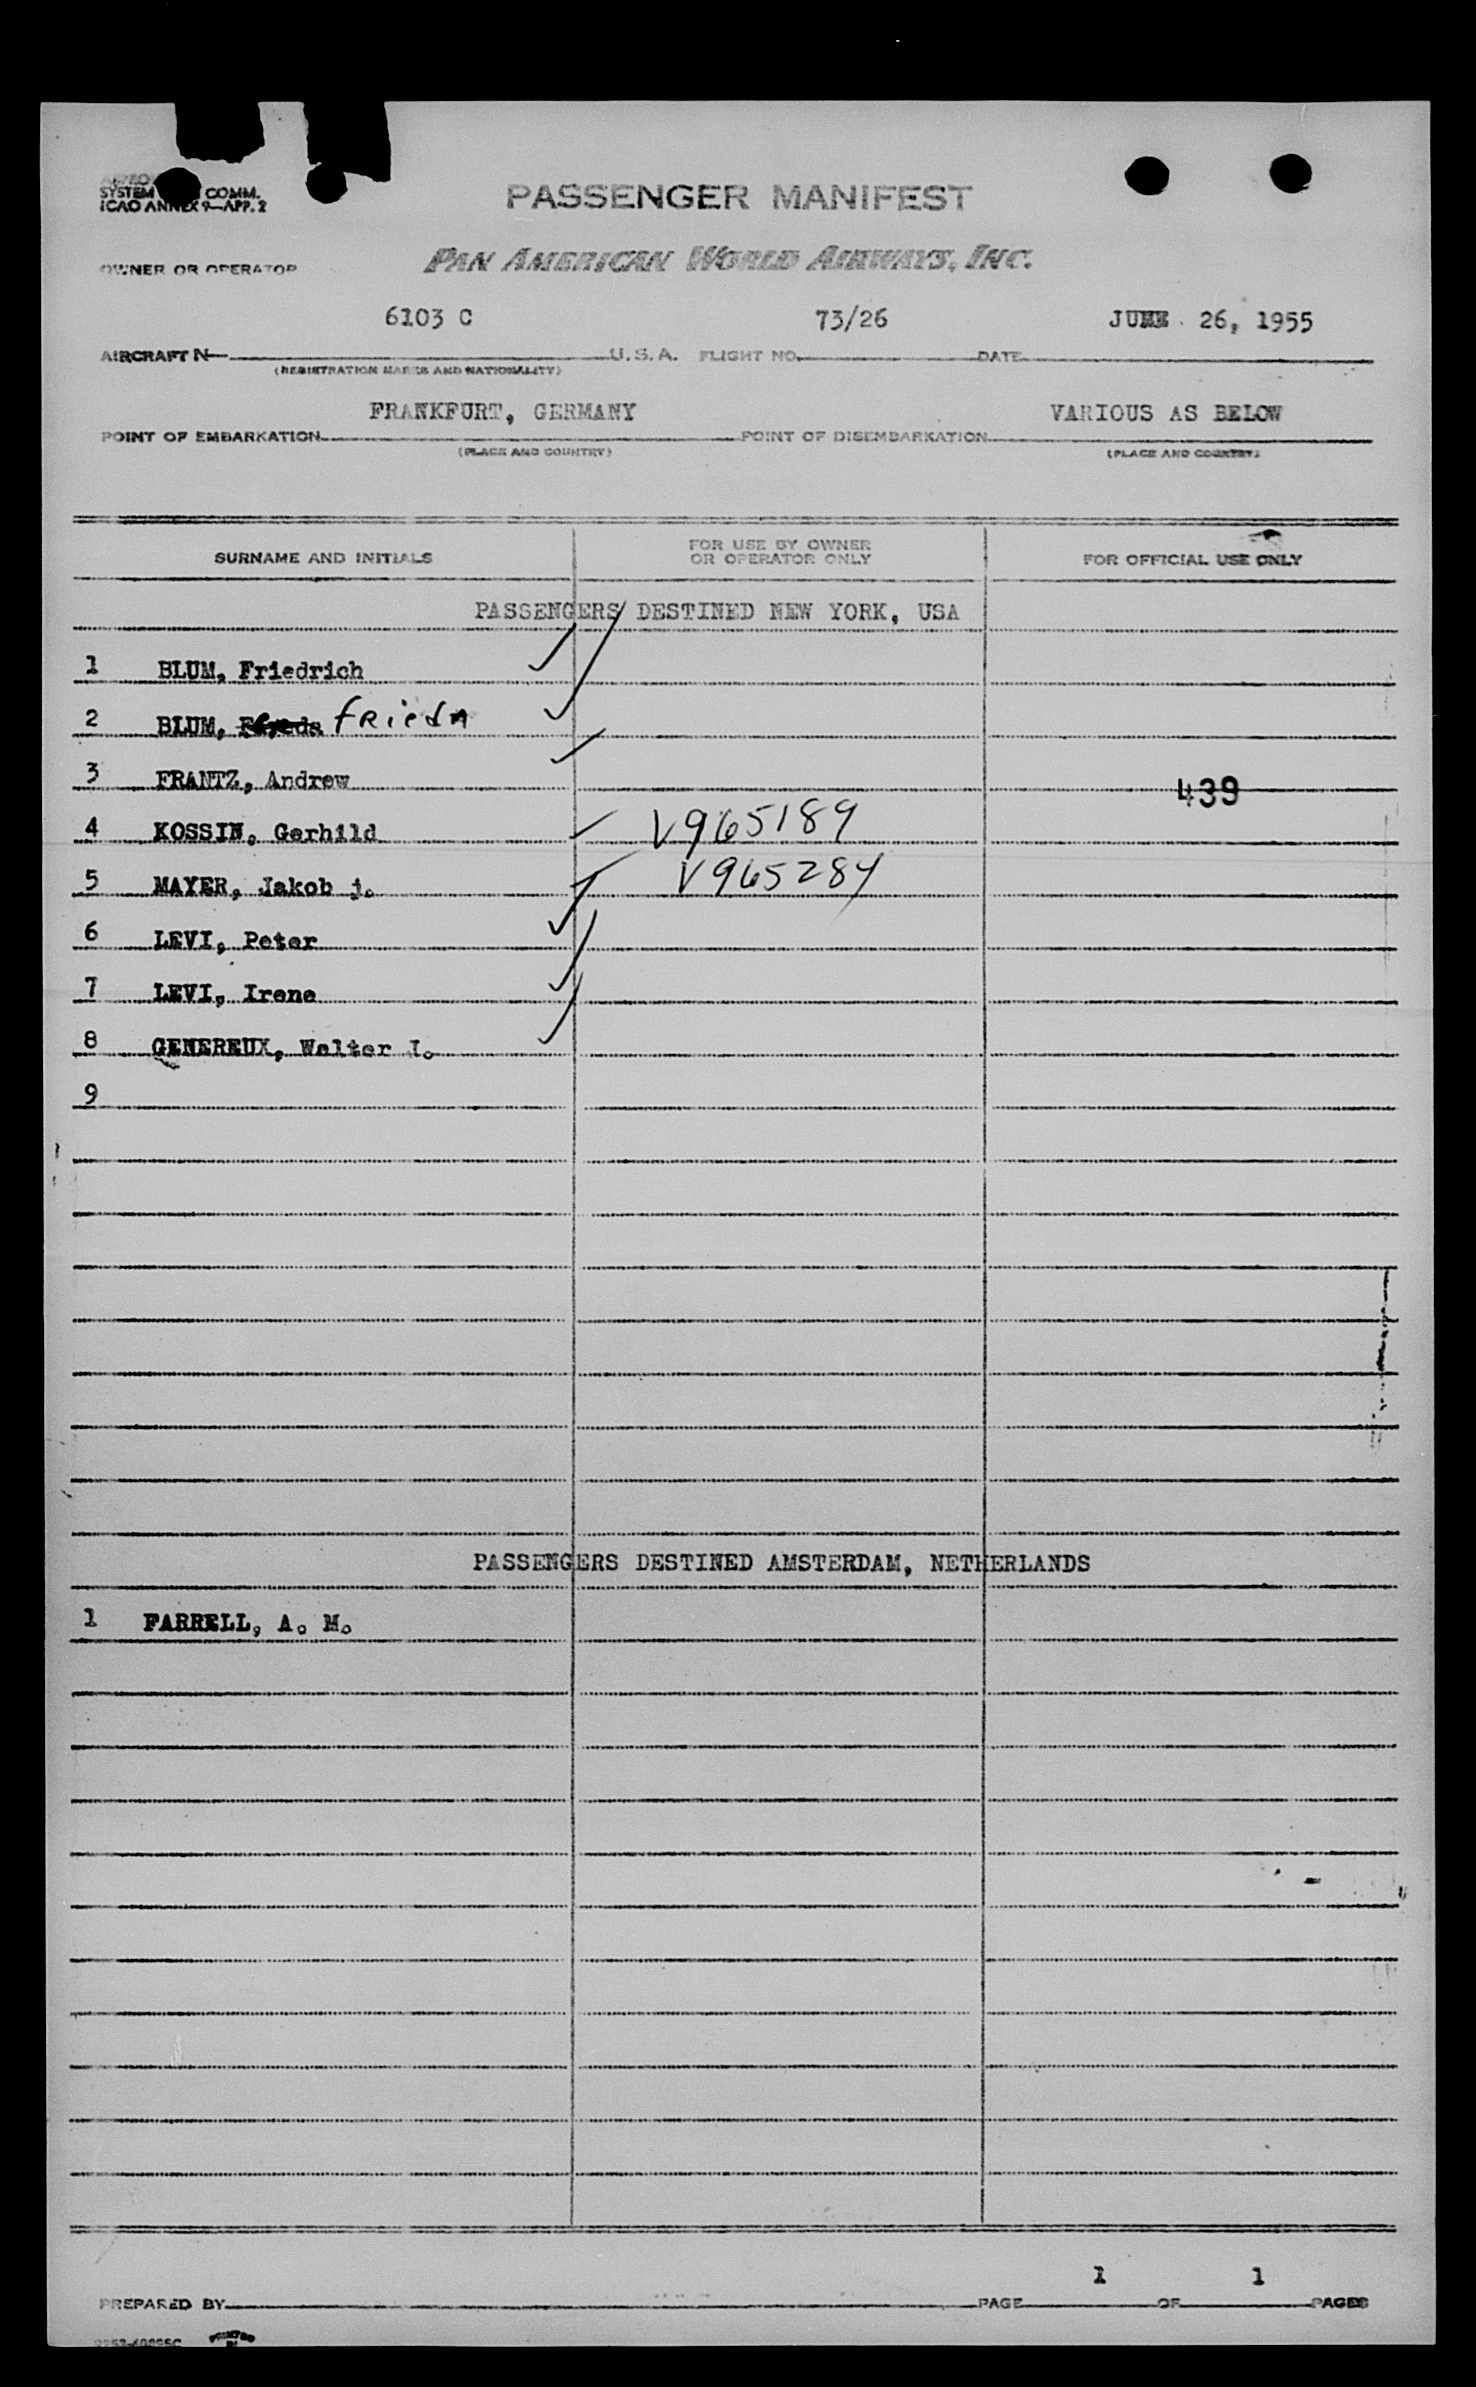 SYSTEM COMM.
ICAO ANNEX 9—APP. 2
PASSENGER MANIFEST
OWNER OR OPERATOR PAN AMERICAN WORLD AIRWAYS, INC.
6103 C 73/26 JUNE 26, 1955
AIRCRAFT N U.S.A. FLIGHT NO. DATE
(REGISTRATION MARKS AND NATIONALITY)
FRANKFURT, GERMANY VARIOUS AS BELOW
POINT OF EMBARKATION POINT OF DISEMBARKATION
(PLACE AND COUNTRY) (PLACE AND COUNTRY)
SURNAME AND INITIALS FOR USE BY OWNER OR OPERATOR ONLY FOR OFFICIAL USE ONLY
PASSENGERS DESTINED NEW YORK, USA
1 BLUM, Friedrich
2 BLUM, FRieda
3 FRANTZ, Andrew
439
4 KOSSIN, Gerhild V965189
5 MAYER, Jakob j. V965284
6 LEVI, Peter
7 LEVI, Irene
8 GENEREUX, Walter I.
9
PASSENGERS DESTINED AMSTERDAM, NETHERLANDS
1 FARRELL, A. M.
1 1
PREPARED BY PAGE OF PAGES
PRINTED IN